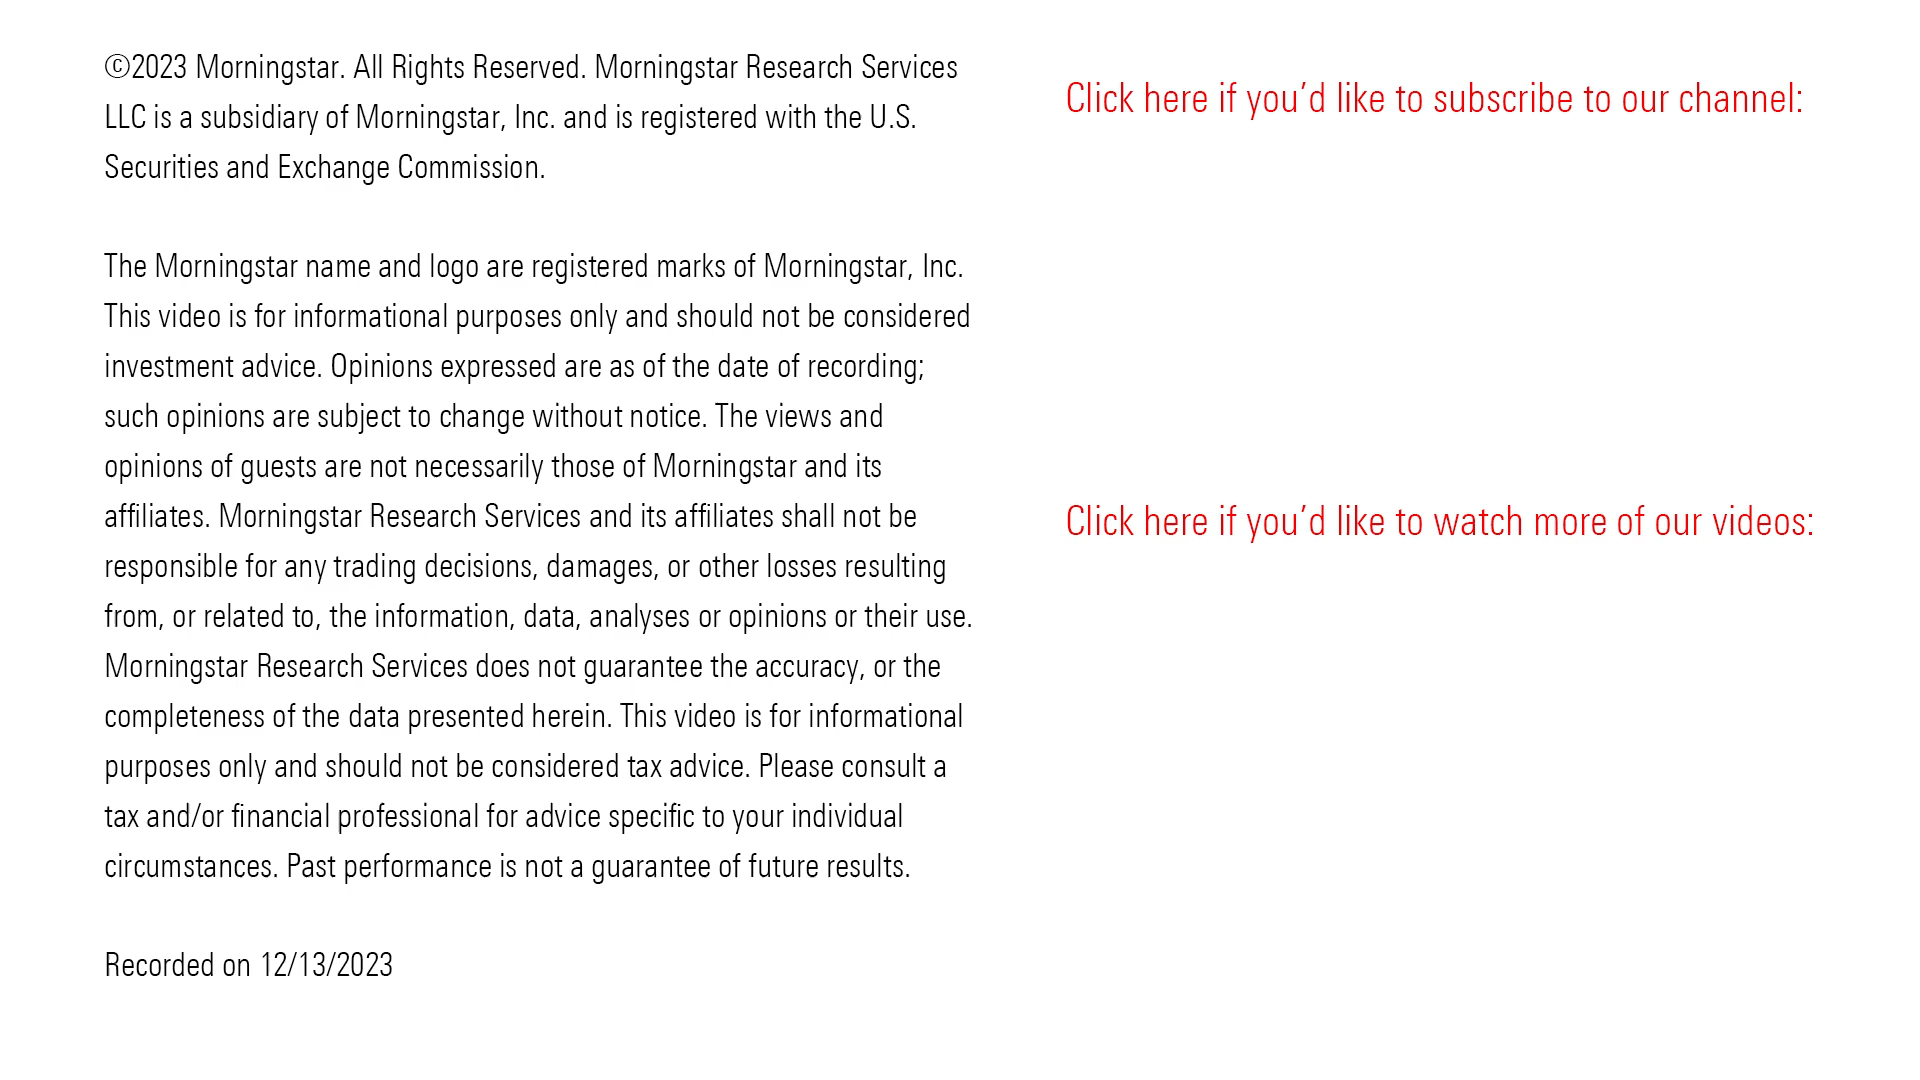 ©2023 Morningstar. All Rights Reserved. Morningstar Research Services
LLC is a subsidiary of Morningstar, Inc. and is registered with the U.S.
Securities and Exchange Commission.
The Morningstar name and logo are registered marks of Morningstar, Inc.
This video is for informational purposes only and should not be considered
investment advice. Opinions expressed are as of the date of recording;
such opinions are subject to change without notice. The views and
opinions of guests are not necessarily those of Morningstar and its
affiliates. Morningstar Research Services and its affiliates shall not be
responsible for any trading decisions, damages, or other losses resulting
from, or related to, the information, data, analyses or opinions or their use.
Morningstar Research Services does not guarantee the accuracy, or the
completeness of the data presented herein. This video is for informational
purposes only and should not be considered tax advice. Please consult a
tax and/or financial professional for advice specific to your individual
circumstances. Past performance is not a guarantee of future results.
Recorded on 12/13/2023
Click here if you’d like to subscribe to our channel:
Click here if you’d like to watch more of our videos: